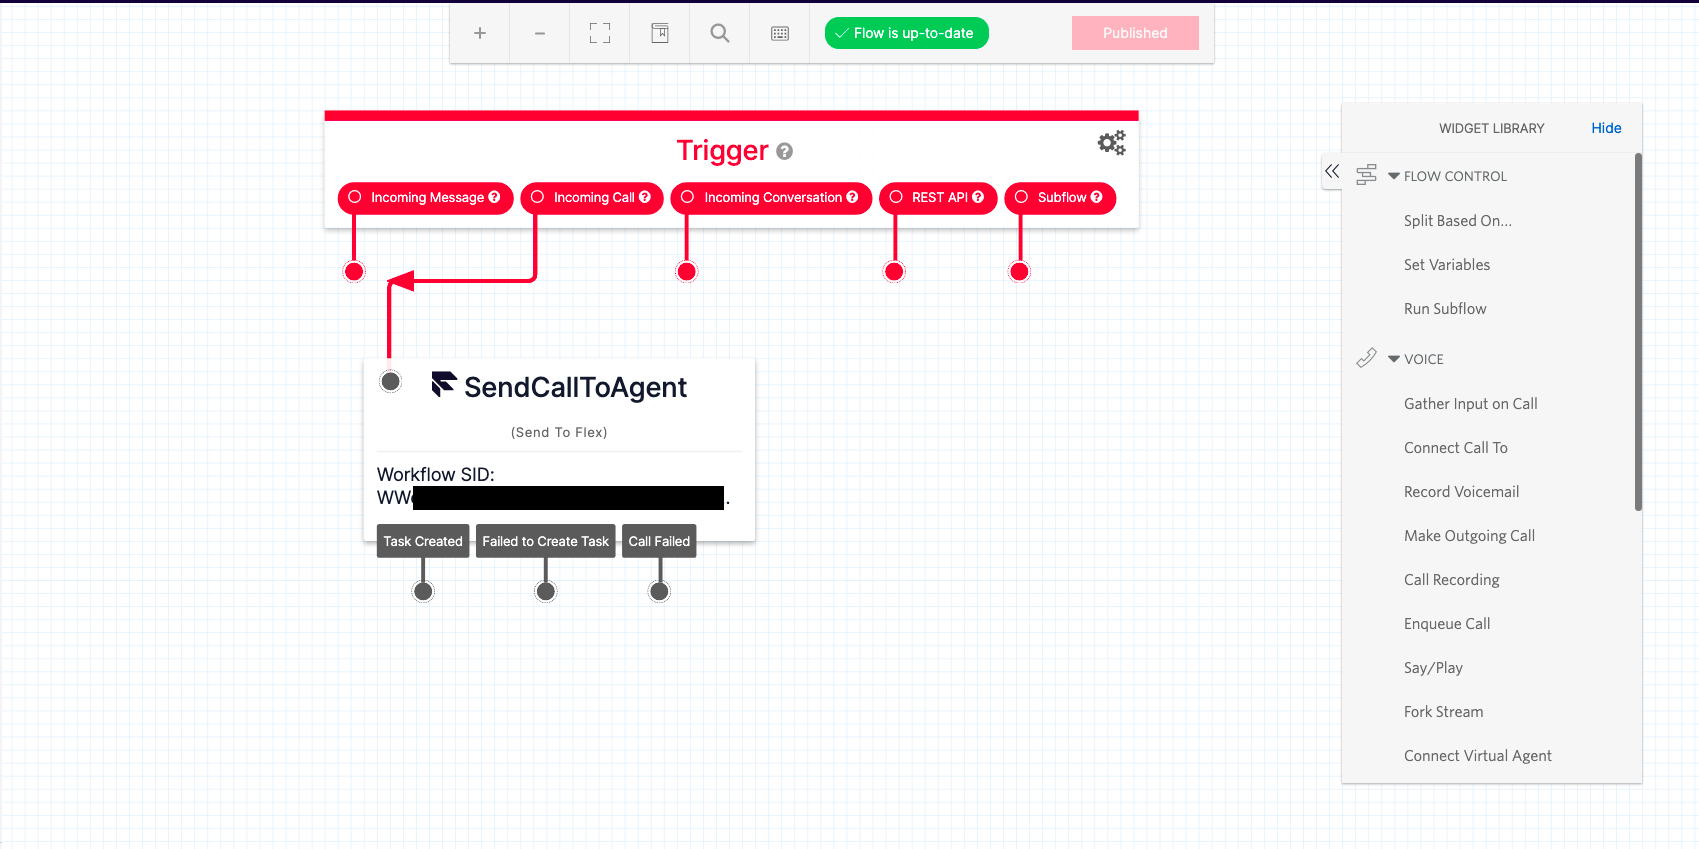 Flow is up-to-date
Published
Trigger
Incoming Message
Incoming Call
Incoming Conversation
REST API
Subflow
SendCallToAgent
(Send To Flex)
Workflow SID:
WW
Task Created
Failed to Create Task
Call Failed
WIDGET LIBRARY
Hide
FLOW CONTROL
Split Based On...
Set Variables
Run Subflow
VOICE
Gather Input on Call
Connect Call To
Record Voicemail
Make Outgoing Call
Call Recording
Enqueue Call
Say/Play
Fork Stream
Connect Virtual Agent